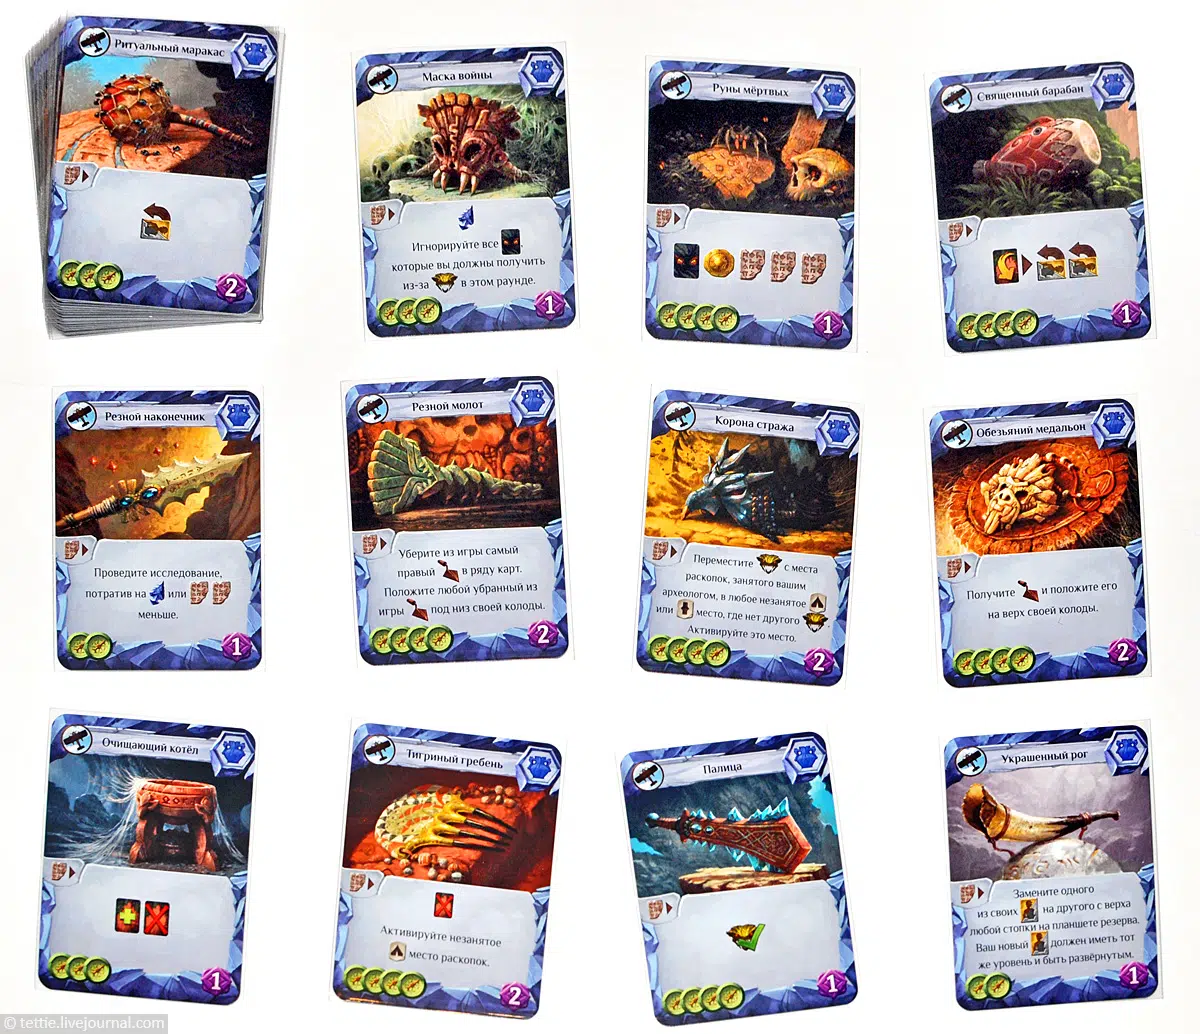 Ритуальный маракас
2
Маска войны
Игнорируйте все
которые вы должны получить
из-за в этом раунде.
1
Руны мёртвых
1
Священный барабан
1
Резной наконечник
Проведите исследование,
потратив на или
меньше.
1
Резной молот
Уберите из игры самый
правый в ряду карт.
Положите любой убранный из
игры под низ своей колоды.
2
Корона стража
Переместите с места
раскопок, занятого вашим
археологом, в любое незанятое
или место, где нет другого
Активируйте это место.
2
Обезьяний медальон
Получите и положите его
на верх своей колоды.
2
Очищающий котёл
1
Тигриный гребень
Активируйте незанятое
место раскопок.
2
Палица
1
Украшенный рог
Замените одного
из своих на другого с верха
любой стопки на планшете резерва.
Ваш новый должен иметь тот
же уровень и быть развёрнутым.
1
© tettie.livejournal.com